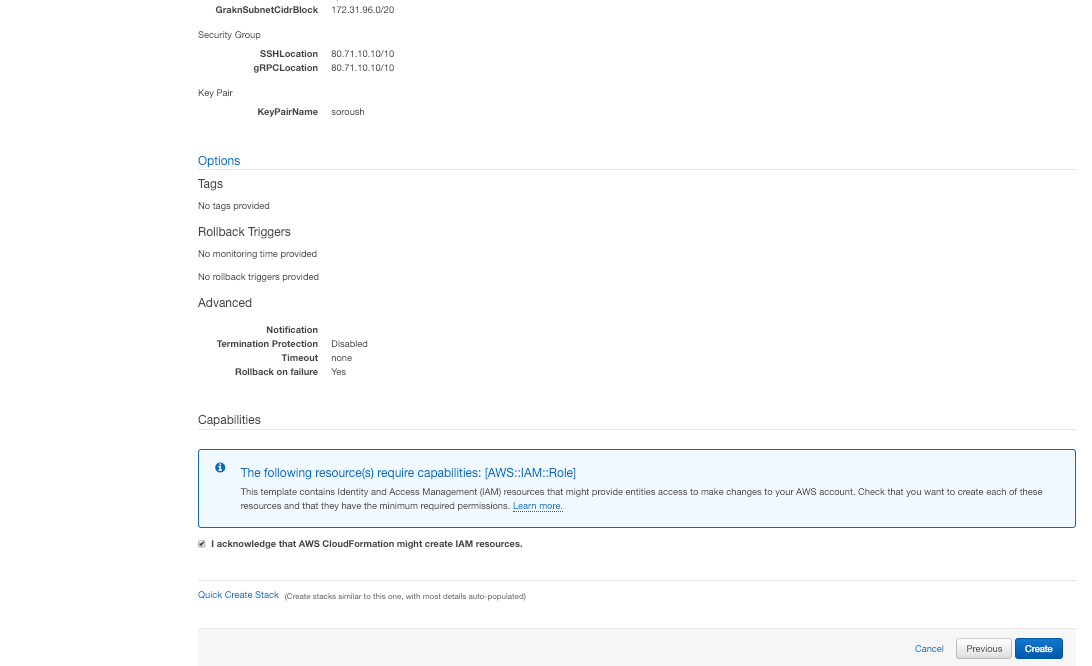 GraknSubnetCidrBlock 172.31.96.0/20
Security Group
SSHLocation 80.71.10.10/10
gRPCLocation 80.71.10.10/10
Key Pair
KeyPairName soroush
Options
Tags
No tags provided
Rollback Triggers
No monitoring time provided
No rollback triggers provided
Advanced
Notification
Termination Protection Disabled
Timeout none
Rollback on failure Yes
Capabilities
The following resource(s) require capabilities: [AWS::IAM::Role]
This template contains Identity and Access Management (IAM) resources that might provide entities access to make changes to your AWS account. Check that you want to create each of these
resources and that they have the minimum required permissions. Learn more.
I acknowledge that AWS CloudFormation might create IAM resources.
Quick Create Stack (Create stacks similar to this one, with most details auto-populated)
Cancel Previous Create